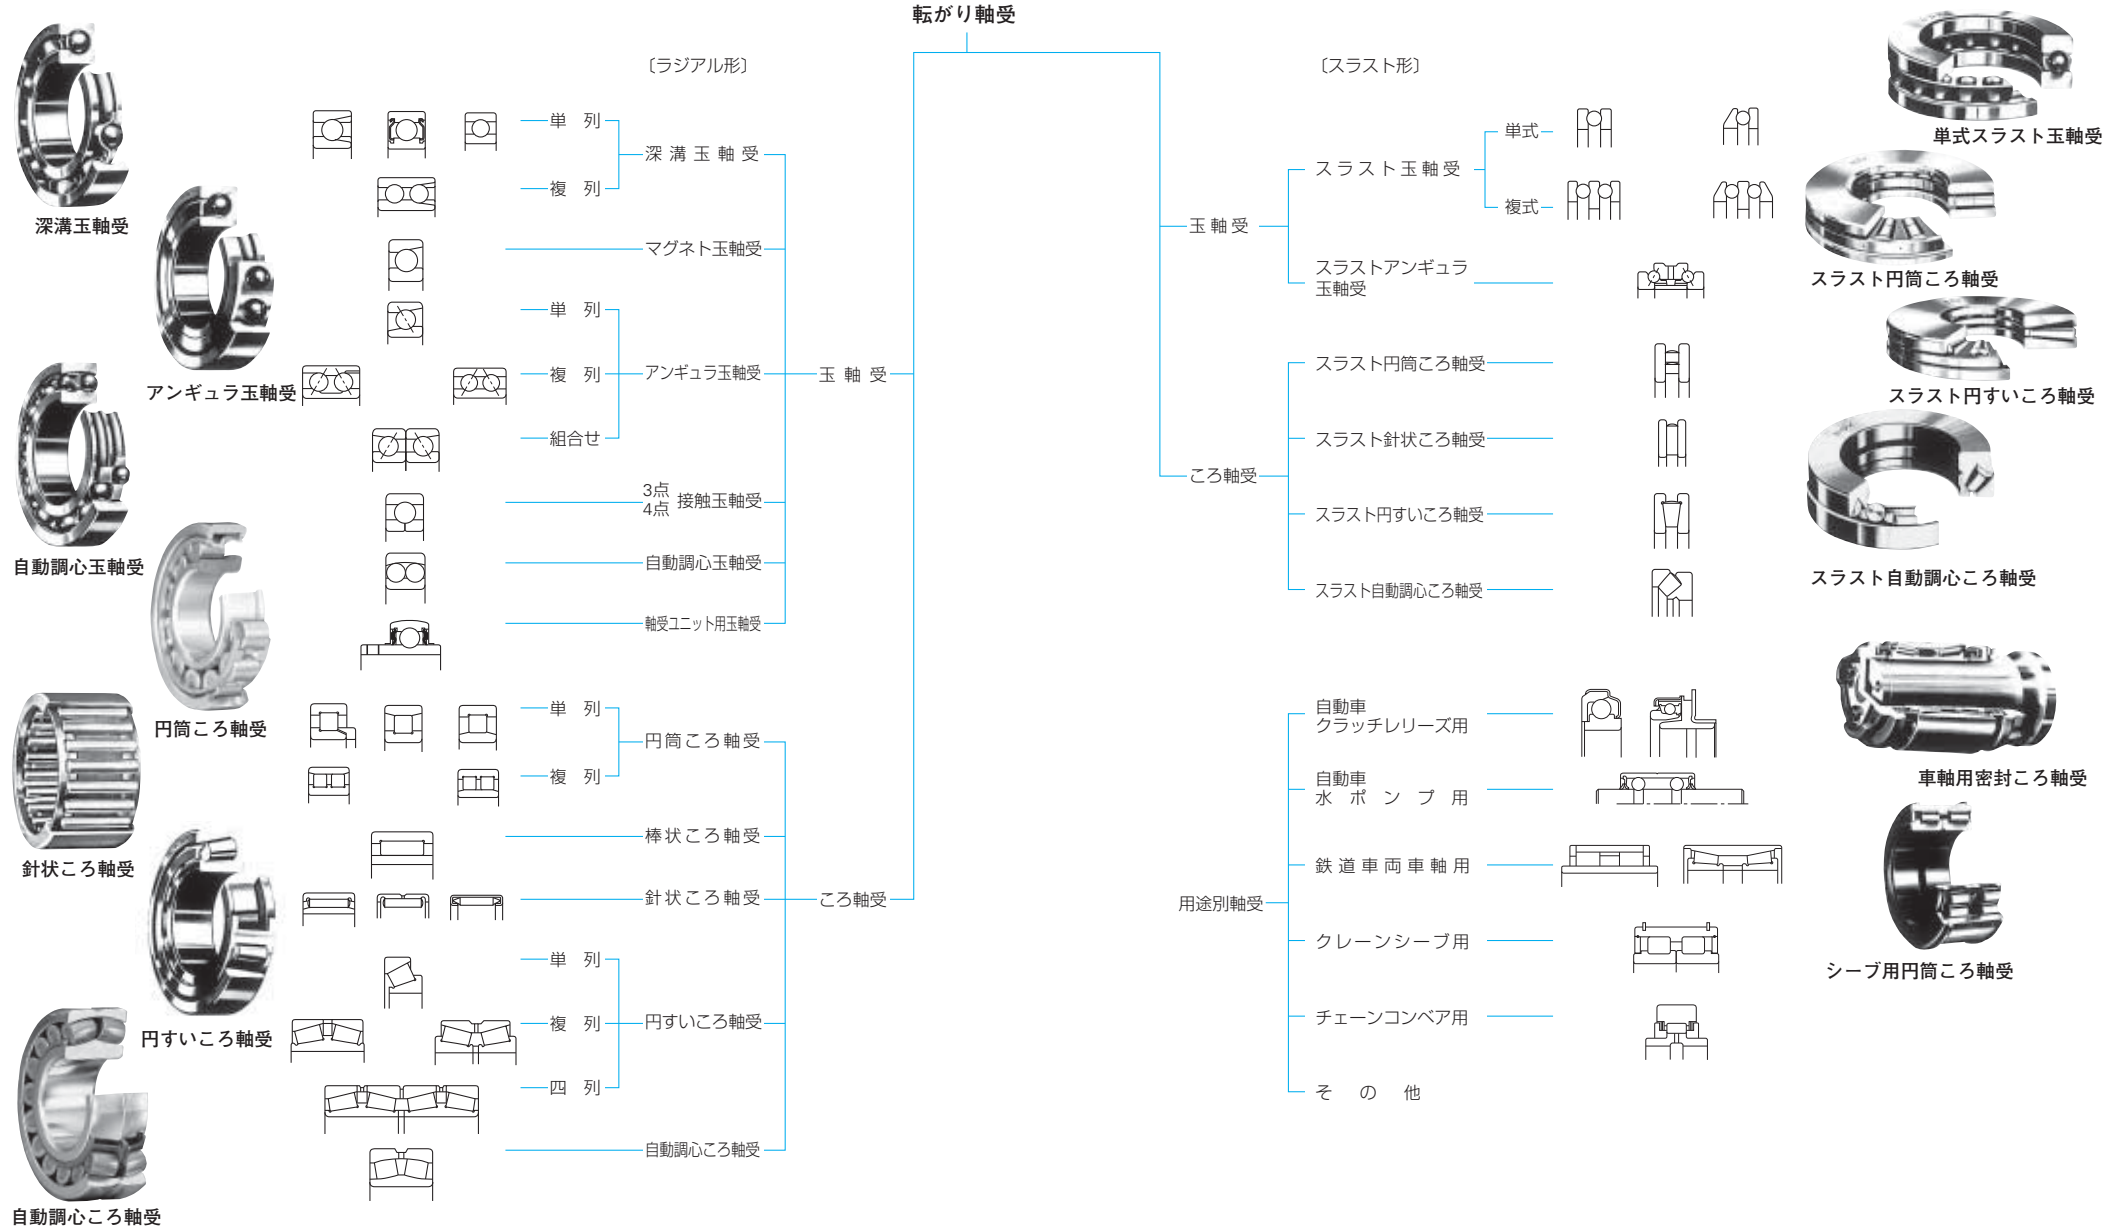 転がり軸受
〔ラジアル形〕
単列
深溝玉軸受
複列
マグネト玉軸受
単列
複列
アンギュラ玉軸受
組合せ
3点
4点
接触玉軸受
自動調心玉軸受
軸受ユニット用玉軸受
玉軸受
単列
円筒ころ軸受
複列
棒状ころ軸受
針状ころ軸受
ころ軸受
単列
複列
円すいころ軸受
四列
自動調心ころ軸受
深溝玉軸受
アンギュラ玉軸受
自動調心玉軸受
円筒ころ軸受
針状ころ軸受
円すいころ軸受
自動調心ころ軸受
〔スラスト形〕
玉軸受
スラスト玉軸受
単式
複式
スラストアンギュラ
玉軸受
ころ軸受
スラスト円筒ころ軸受
スラスト針状ころ軸受
スラスト円すいころ軸受
スラスト自動調心ころ軸受
用途別軸受
自動車
クラッチレリーズ用
自動車
水ポンプ用
鉄道車両車軸用
クレーンシーブ用
チェーンコンベア用
その他
単式スラスト玉軸受
スラスト円筒ころ軸受
スラスト円すいころ軸受
スラスト自動調心ころ軸受
車軸用密封ころ軸受
シーブ用円筒ころ軸受